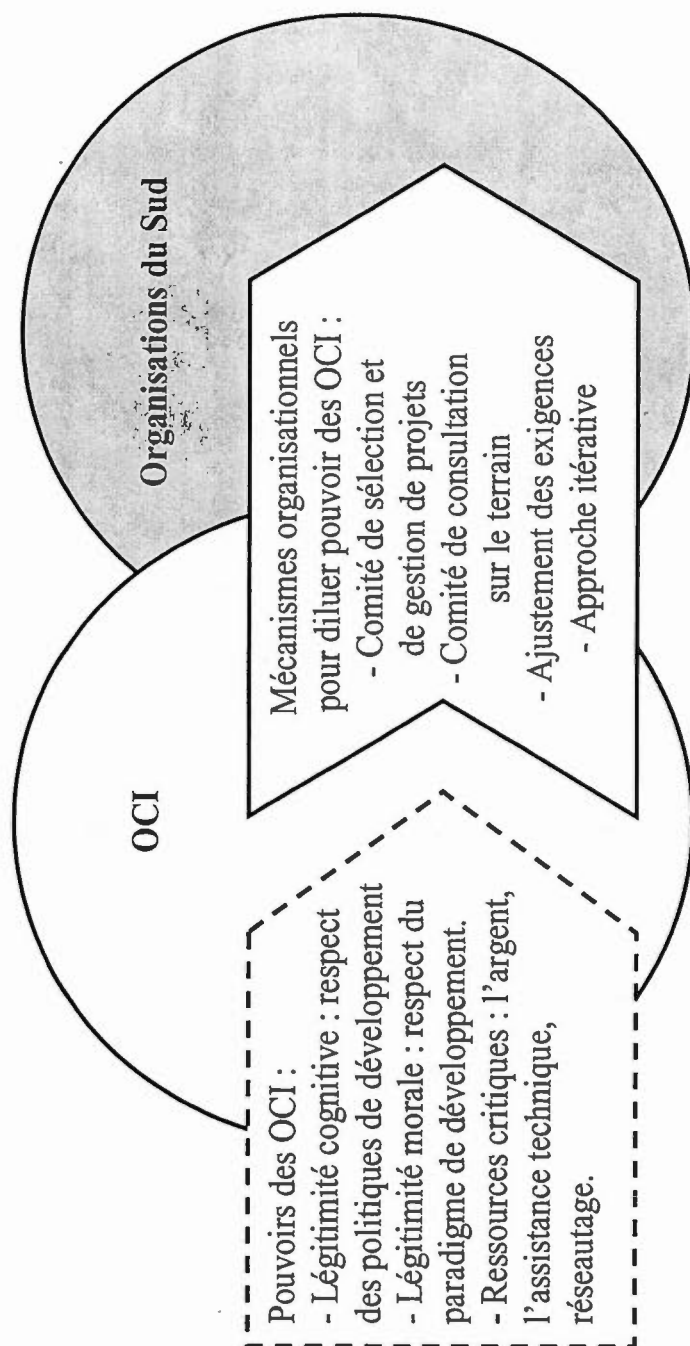 OCI
Organisations du Sud
Pouvoirs des OCI :
- Légitimité cognitive : respect
des politiques de développement
- Légitimité morale : respect du
paradigme de développement.
- Ressources critiques : l'argent,
l'assistance technique,
réseautage.
Mécanismes organisationnels
pour diluer pouvoir des OCI :
- Comité de sélection et
de gestion de projets
- Comité de consultation
sur le terrain
- Ajustement des exigences
- Approche itérative